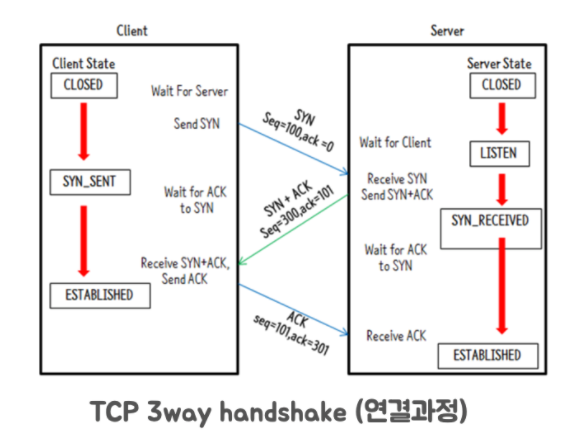 Client
Server
Client State
CLOSED
Wait For Server
Send SYN
SYN_SENT
Wait for ACK
to SYN
Receive SYN+ACK,
Send ACK
ESTABLISHED
SYN
Seq=100,ack =0
SYN + ACK
Seq=300,ack=101
ACK
seq=101,ack=301
Server State
CLOSED
Wait for Client
LISTEN
Receive SYN
Send SYN+ACK
SYN_RECEIVED
Wait for ACK
to SYN
Receive ACK
ESTABLISHED
TCP 3way handshake (연결과정)